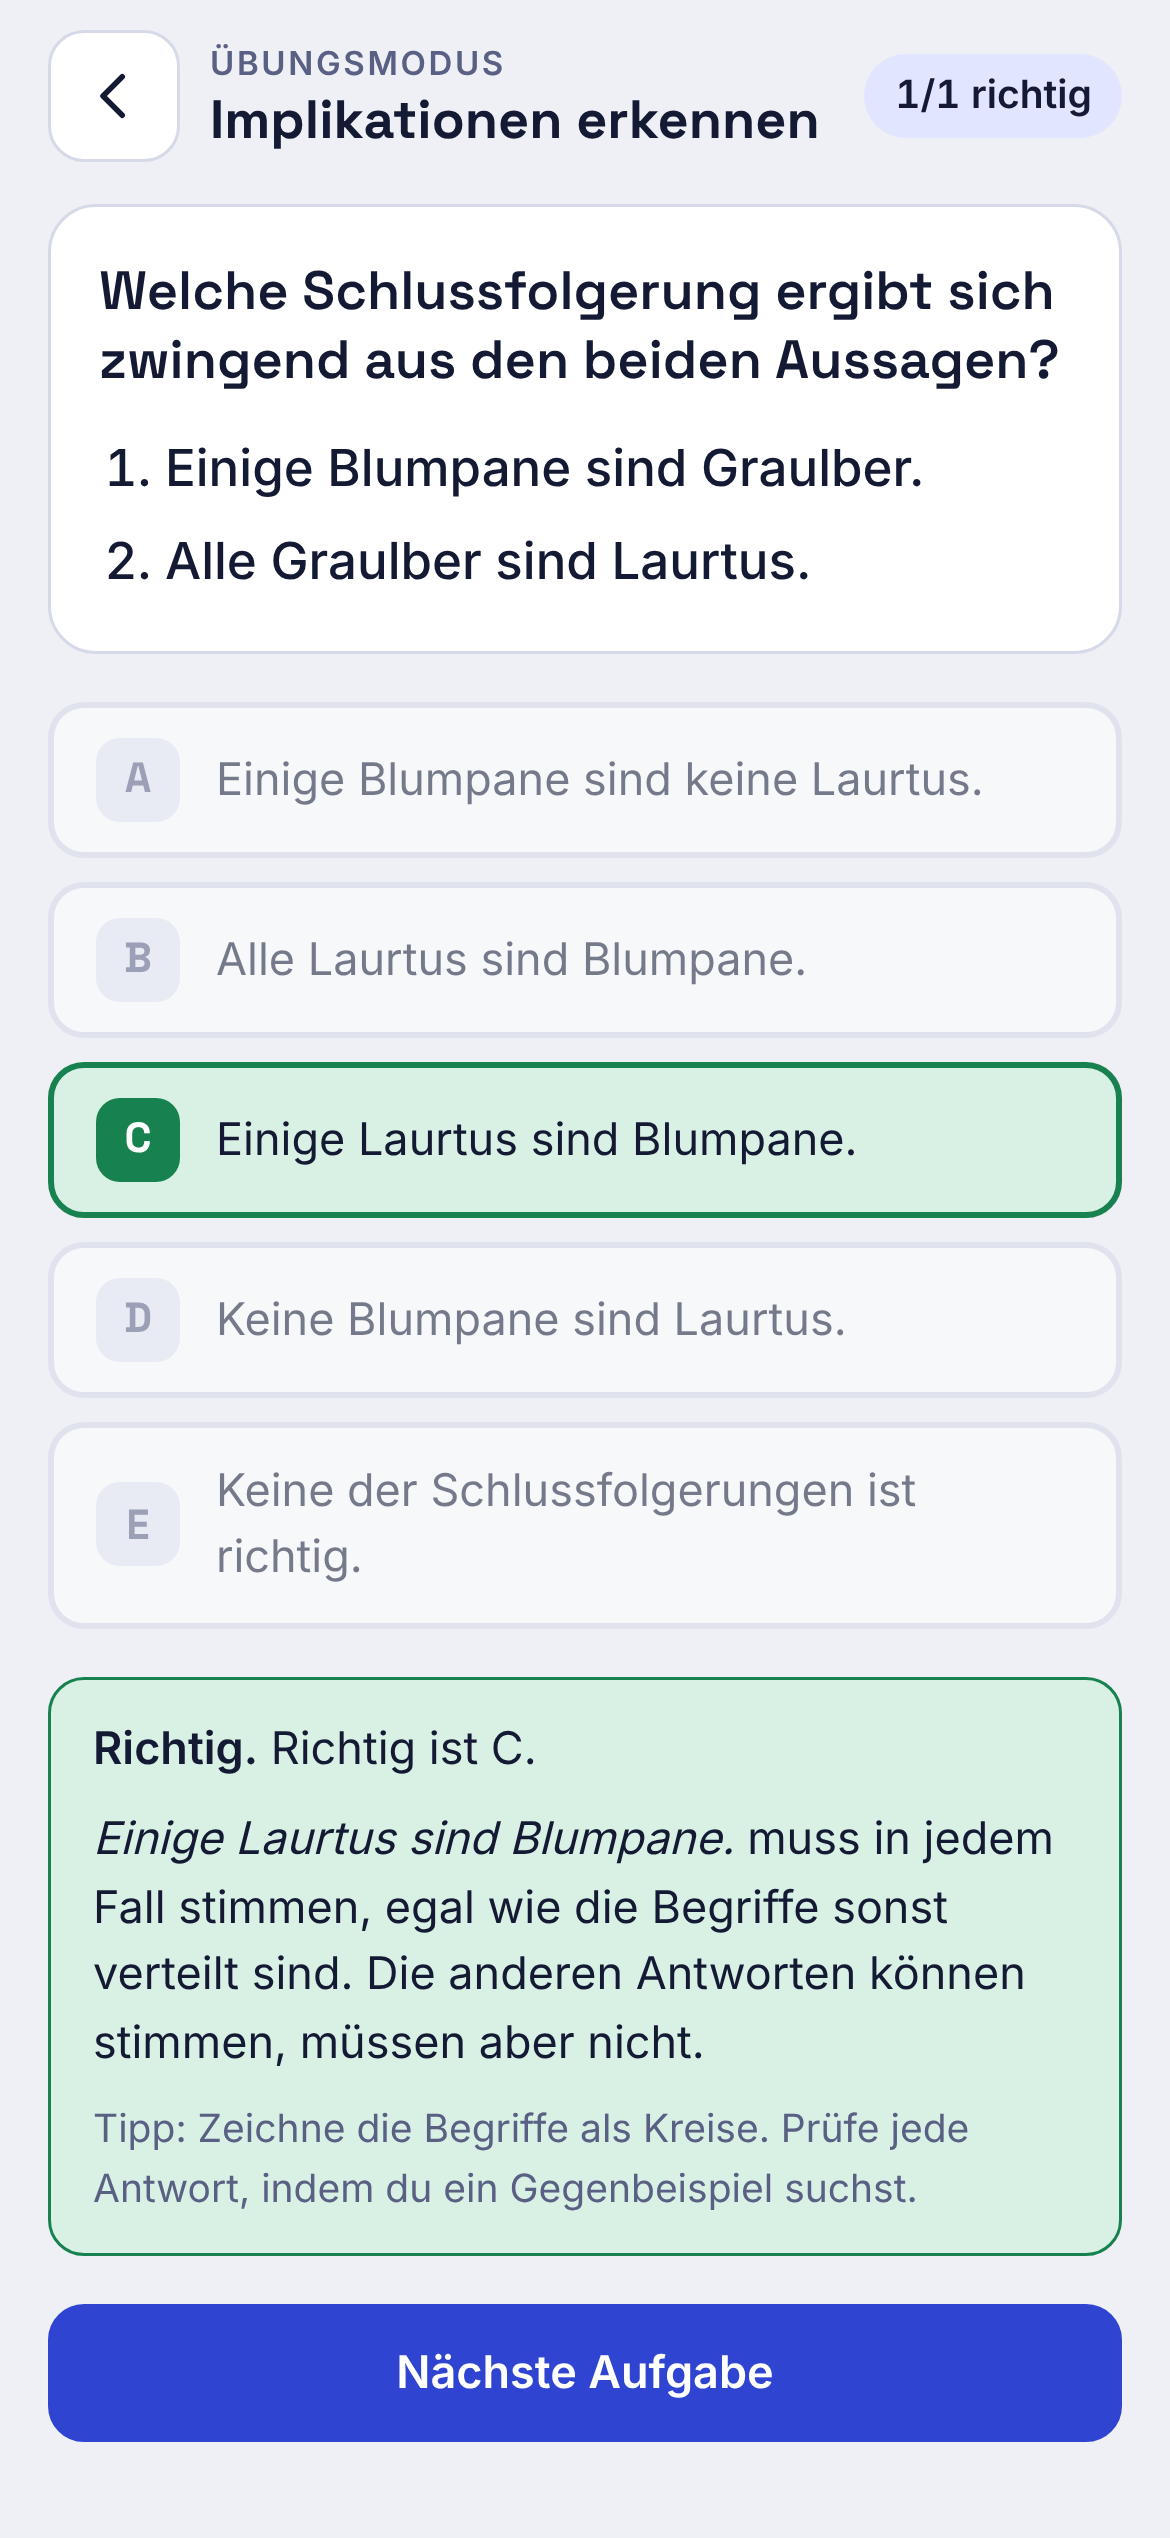 ÜBUNGSMODUS
Implikationen erkennen
1/1 richtig
Welche Schlussfolgerung ergibt sich
zwingend aus den beiden Aussagen?
1. Einige Blumpane sind Graulber.
2. Alle Graulber sind Laurtus.
A Einige Blumpane sind keine Laurtus.
B Alle Laurtus sind Blumpane.
C Einige Laurtus sind Blumpane.
D Keine Blumpane sind Laurtus.
E Keine der Schlussfolgerungen ist
richtig.
Richtig. Richtig ist C.
Einige Laurtus sind Blumpane. muss in jedem
Fall stimmen, egal wie die Begriffe sonst
verteilt sind. Die anderen Antworten können
stimmen, müssen aber nicht.
Tipp: Zeichne die Begriffe als Kreise. Prüfe jede
Antwort, indem du ein Gegenbeispiel suchst.
Nächste Aufgabe